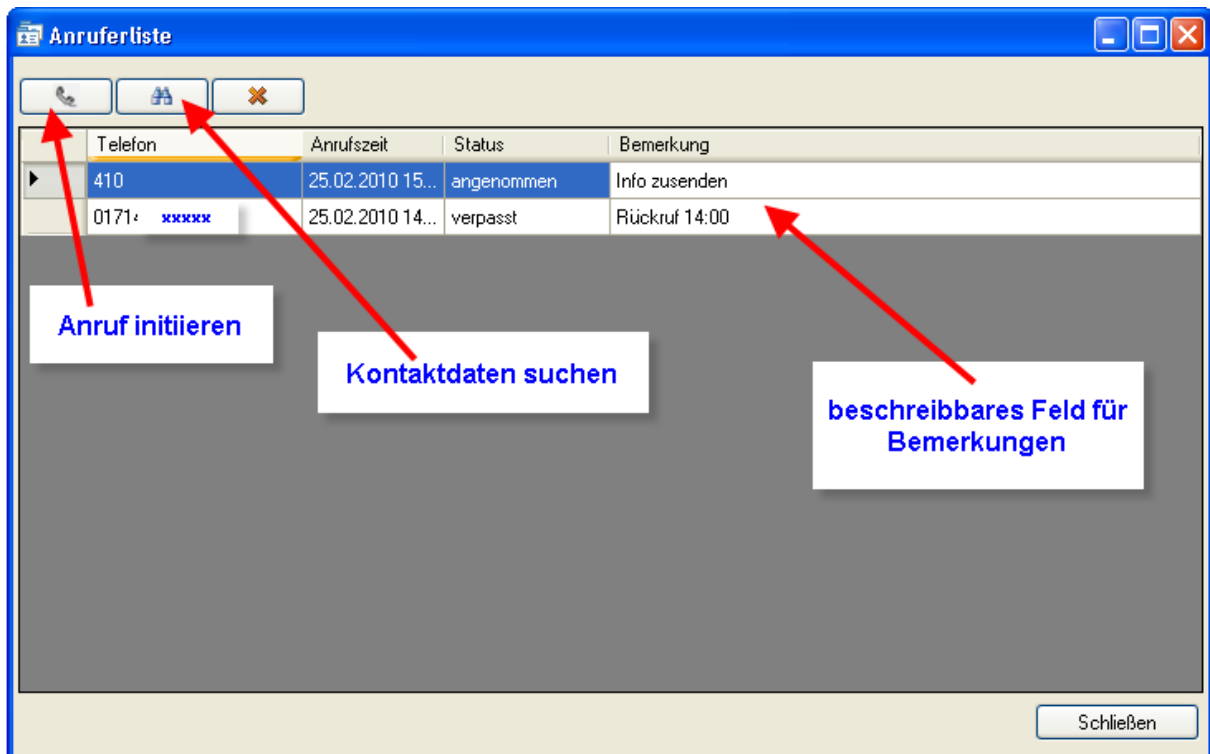 Anruferliste
Telefon Anrufszeit Status Bemerkung
410 25.02.2010 15... angenommen Info zusenden
0171 xxxxx 25.02.2010 14... verpasst Rückruf 14:00
Anruf initiieren
Kontaktdaten suchen
beschreibbares Feld für
Bemerkungen
Schließen